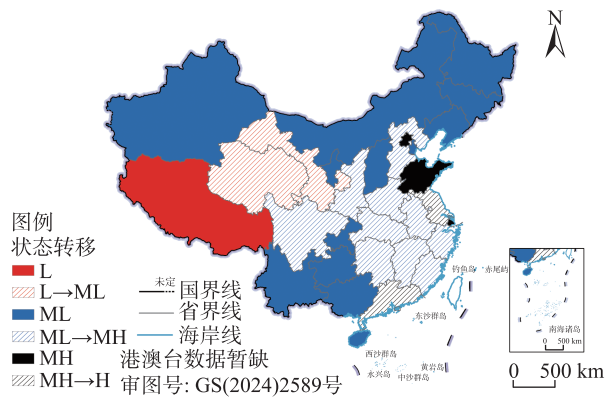 N
图例
状态转移
L
L→ML
ML
ML→MH
MH
MH→H
未定
国界线
省界线
海岸线
港澳台数据暂缺
审图号: GS(2024)2589号
钓鱼岛
赤尾屿
东沙群岛
西沙群岛
永兴岛
黄岩岛
中沙群岛
南海诸岛
0 500 km
0 500 km